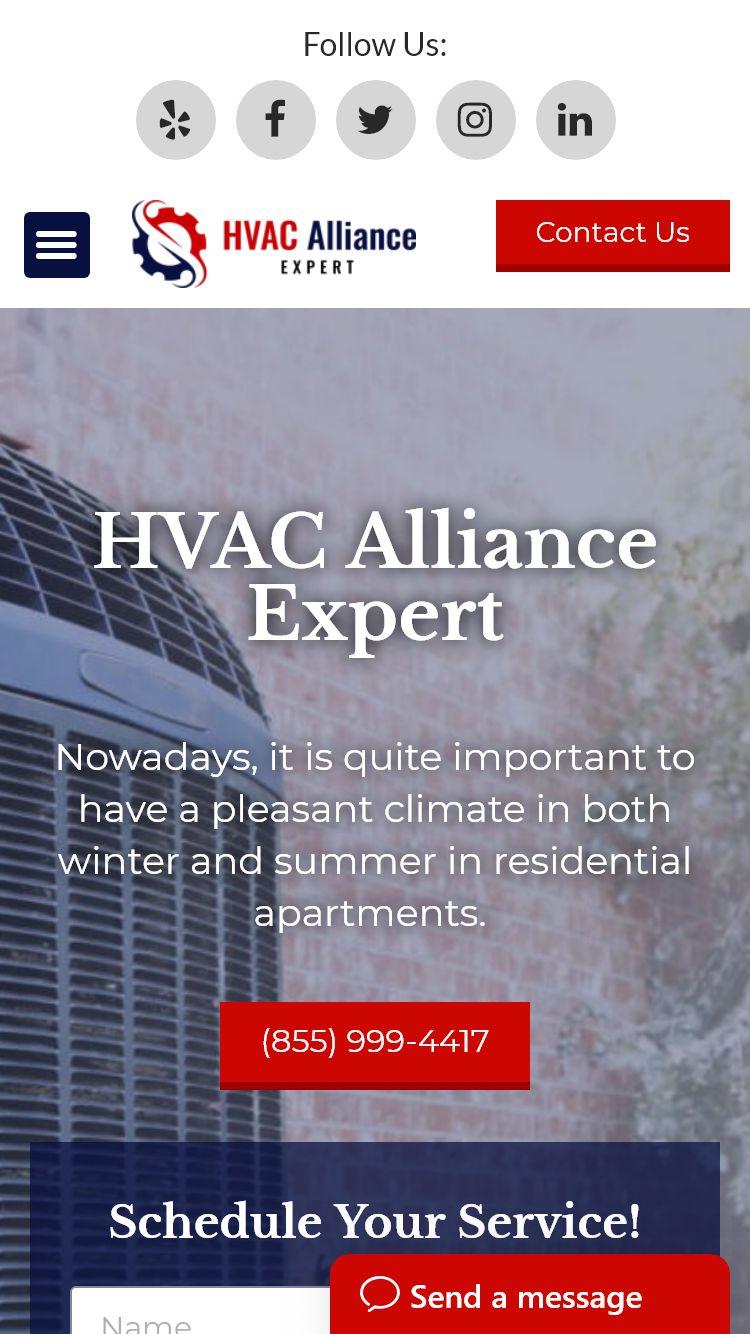 Follow Us:
HVAC Alliance
EXPERT
Contact Us
HVAC Alliance
Expert
Nowadays, it is quite important to
have a pleasant climate in both
winter and summer in residential
apartments.
(855) 999-4417
Schedule Your Service!
Name
Send a message